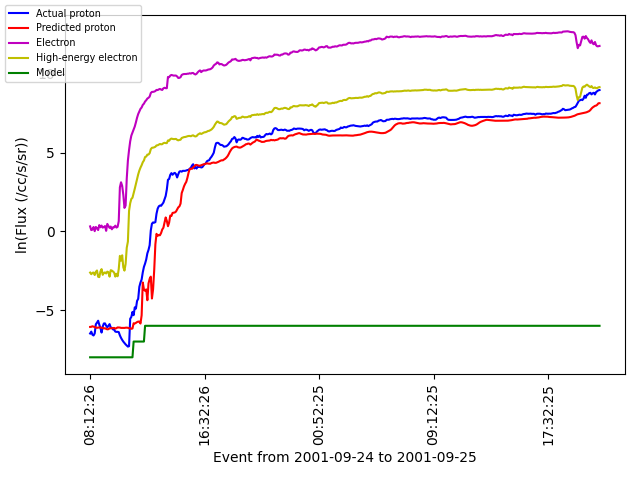 Actual proton
Predicted proton
Electron
High-energy electron
Model
5
0
−5
ln(Flux (/cc/s/sr))
08:12:26
16:32:26
00:52:25
09:12:25
17:32:25
Event from 2001-09-24 to 2001-09-25